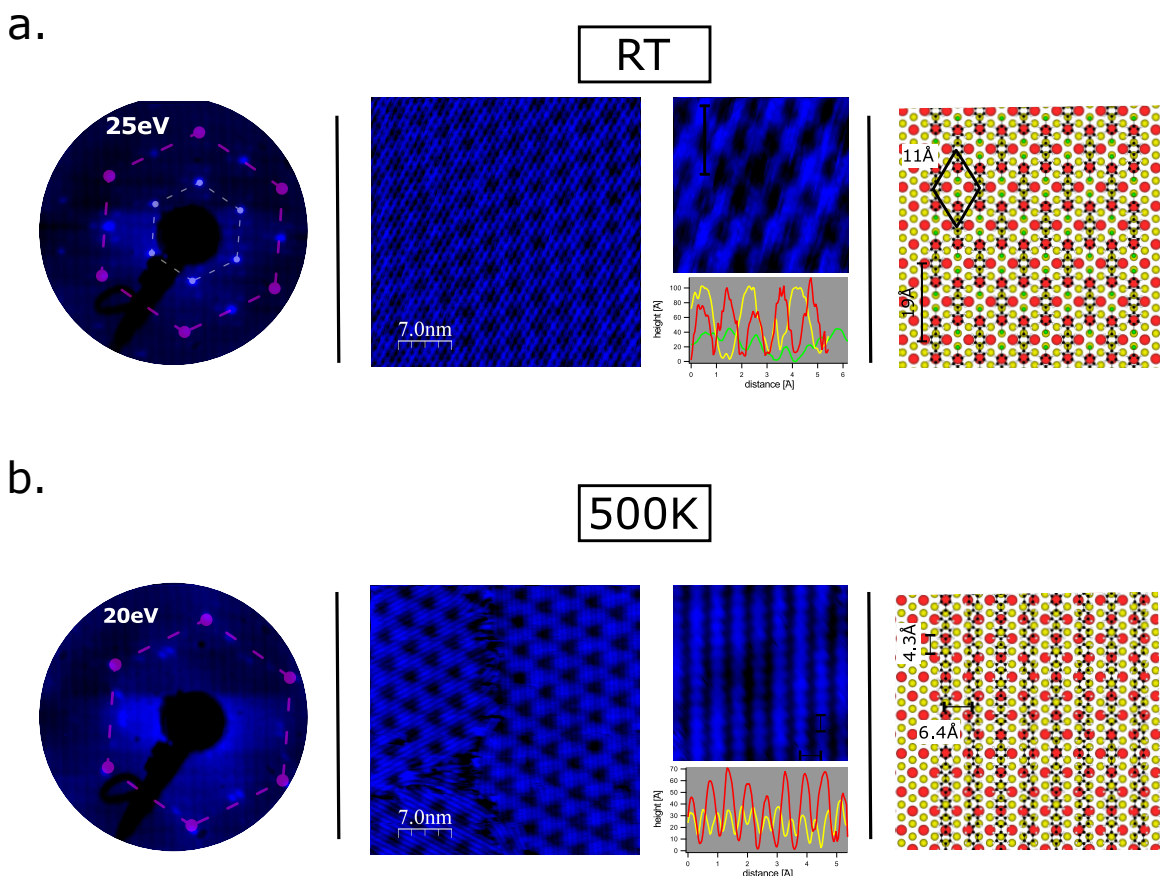 a.
RT
25eV
7.0nm
height [Å]
100
80
60
40
20
0
0 1 2 3 4 5 6
distance [Å]
11Å
19Å
b.
500K
20eV
7.0nm
height [Å]
70
60
50
40
30
20
10
0
0 1 2 3 4 5
distance [Å]
4.3Å
6.4Å